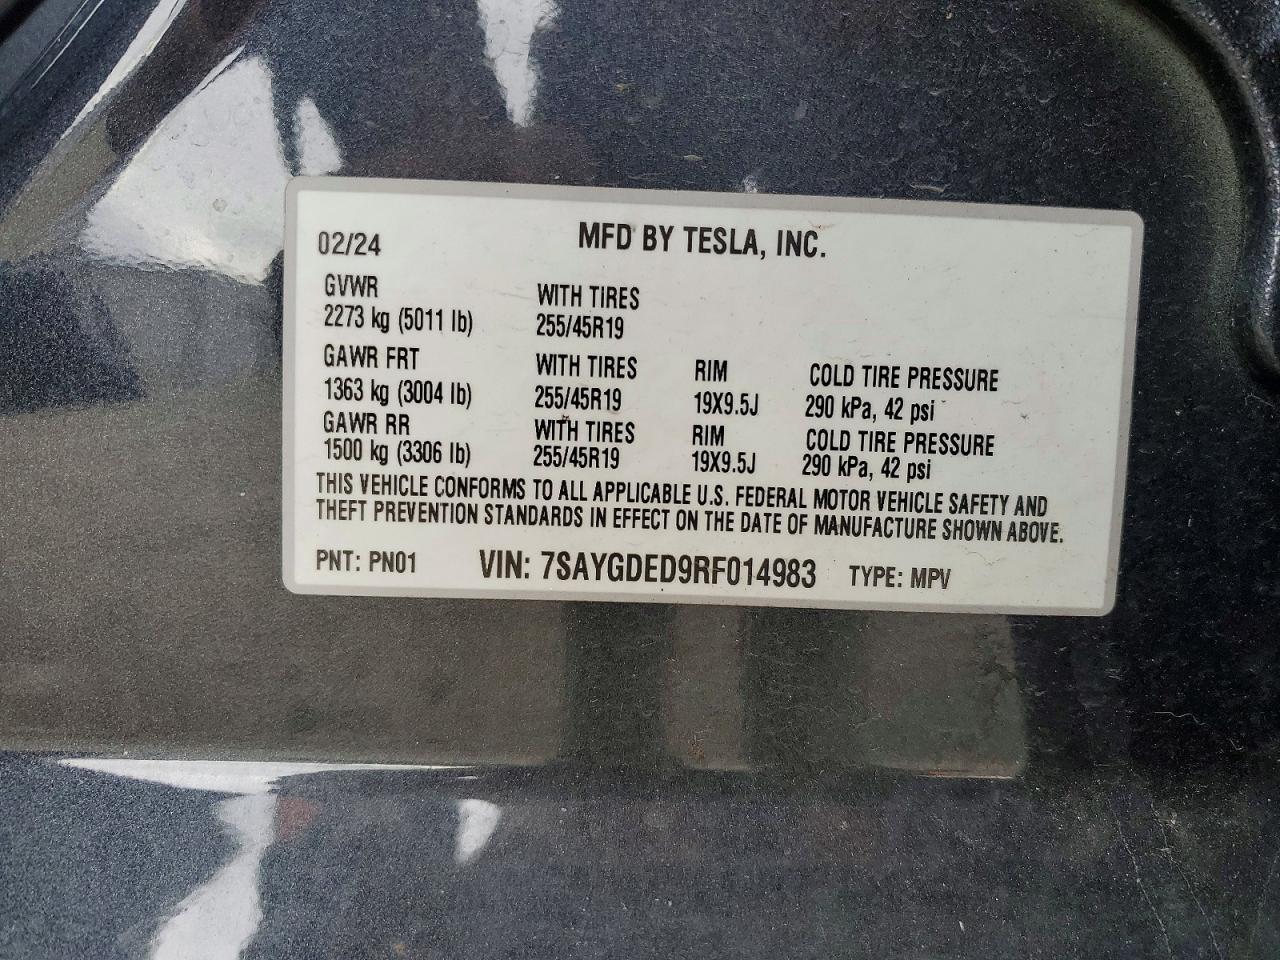 02/24 MFD BY TESLA, INC.
GVWR WITH TIRES
2273 kg (5011 lb) 255/45R19
GAWR FRT WITH TIRES RIM COLD TIRE PRESSURE
1363 kg (3004 lb) 255/45R19 19X9.5J 290 kPa, 42 psi
GAWR RR WITH TIRES RIM COLD TIRE PRESSURE
1500 kg (3306 lb) 255/45R19 19X9.5J 290 kPa, 42 psi
THIS VEHICLE CONFORMS TO ALL APPLICABLE U.S. FEDERAL MOTOR VEHICLE SAFETY AND
THEFT PREVENTION STANDARDS IN EFFECT ON THE DATE OF MANUFACTURE SHOWN ABOVE.
PNT: PN01 VIN: 7SAYGDED9RF014983 TYPE: MPV